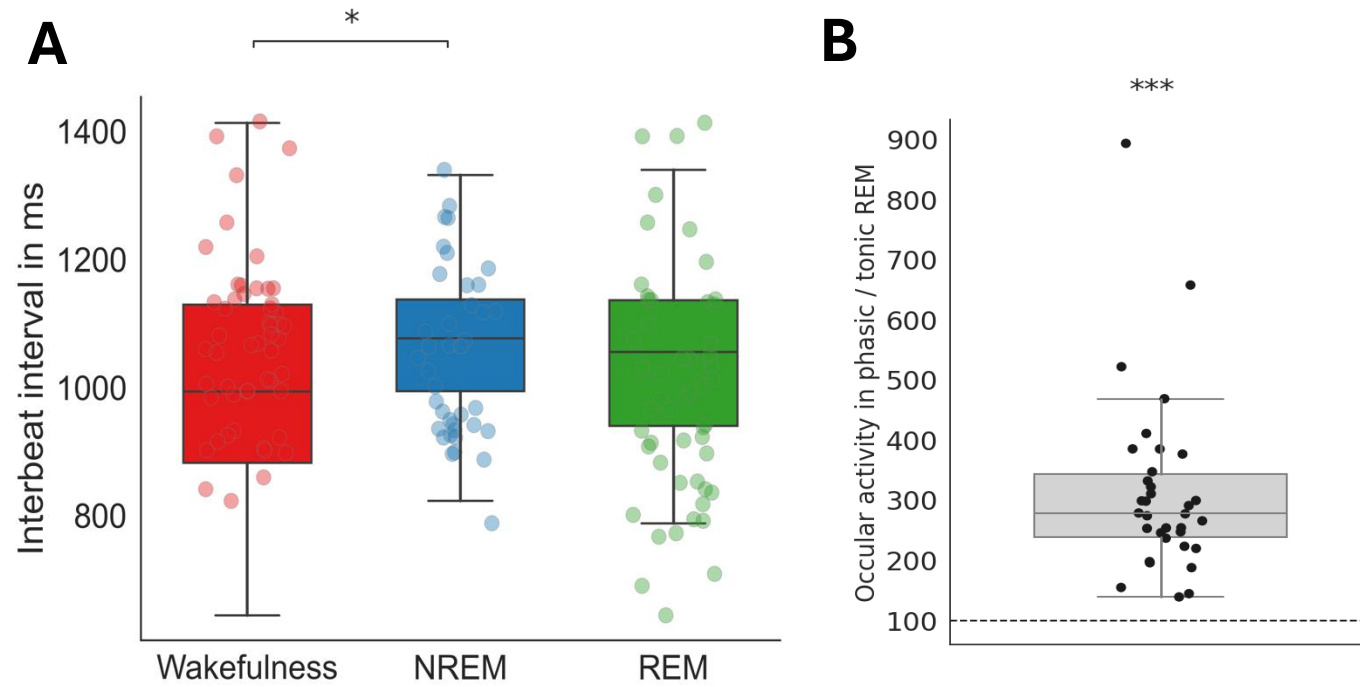 A
*
Interbeat interval in ms
1400
1200
1000
800
Wakefulness
NREM
REM
B
***
Occular activity in phasic / tonic REM
900
800
700
600
500
400
300
200
100